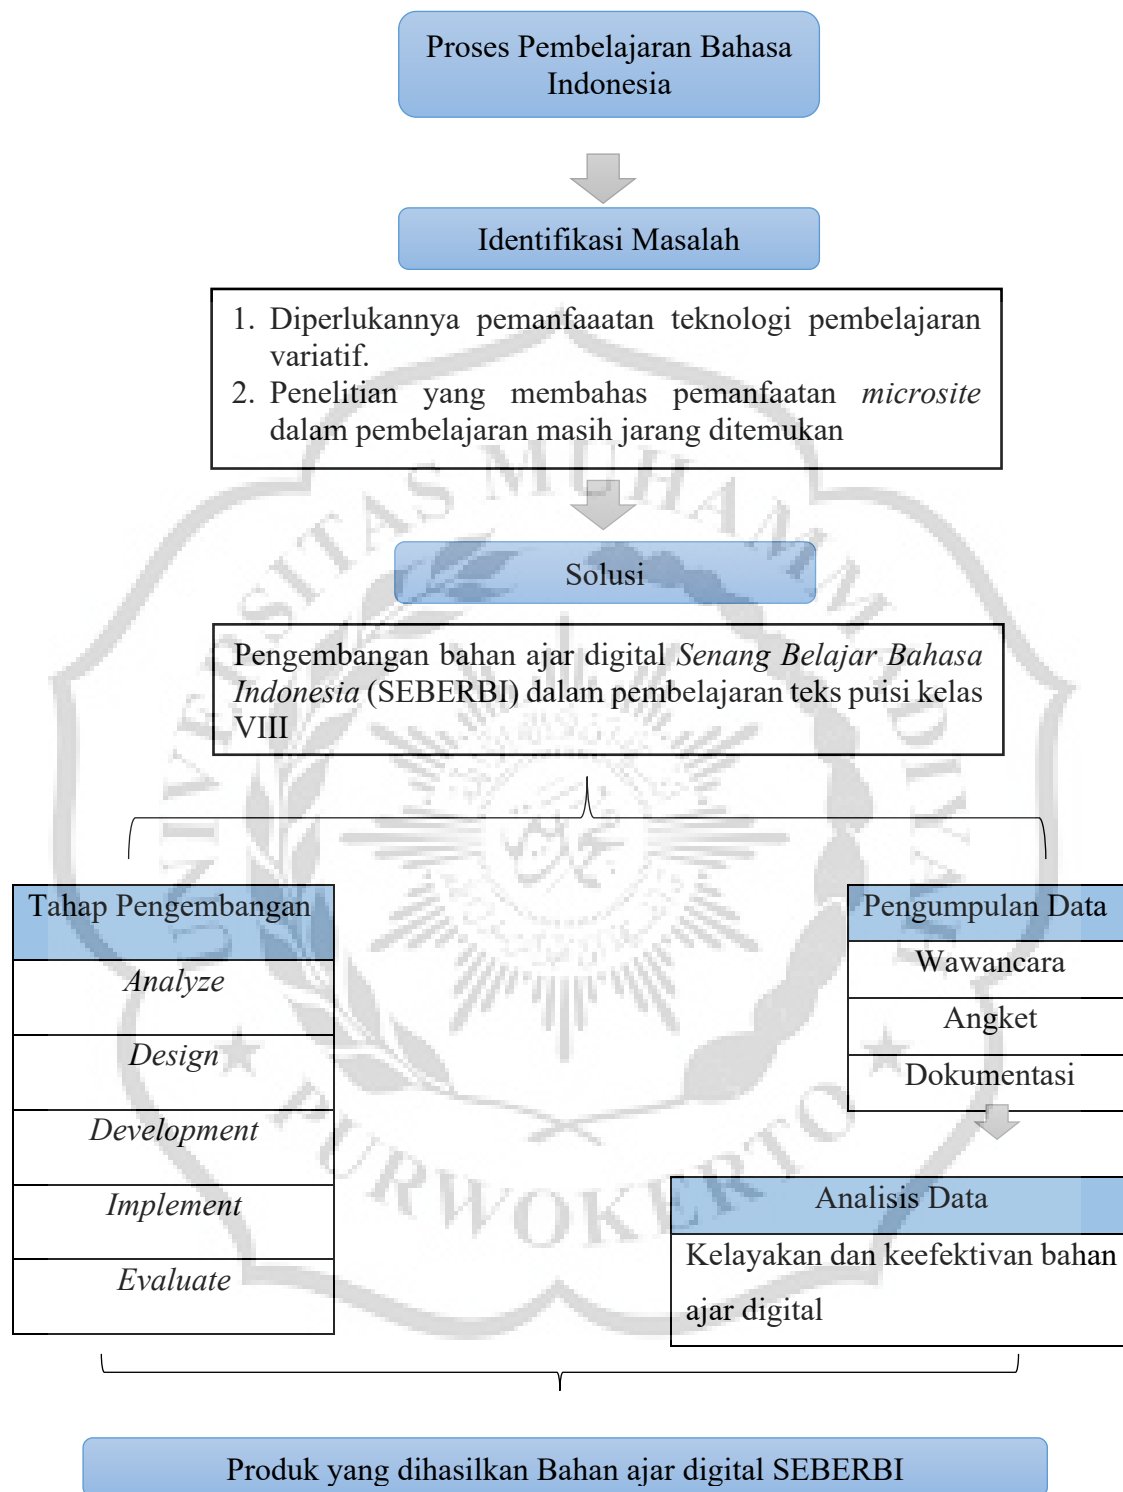 Proses Pembelajaran Bahasa
Indonesia
Identifikasi Masalah
1. Diperlukannya pemanfaaatan teknologi pembelajaran
variatif.
2. Penelitian yang membahas pemanfaatan microsite
dalam pembelajaran masih jarang ditemukan
Solusi
Pengembangan bahan ajar digital Senang Belajar Bahasa
Indonesia (SEBERBI) dalam pembelajaran teks puisi kelas
VIII
Tahap Pengembangan
Analyze
Design
Development
Implement
Evaluate
Pengumpulan Data
Wawancara
Angket
Dokumentasi
Analisis Data
Kelayakan dan keefektivan bahan
ajar digital
Produk yang dihasilkan Bahan ajar digital SEBERBI
UNIVERSITAS MUHAMMADIYAH
PURWOKERTO